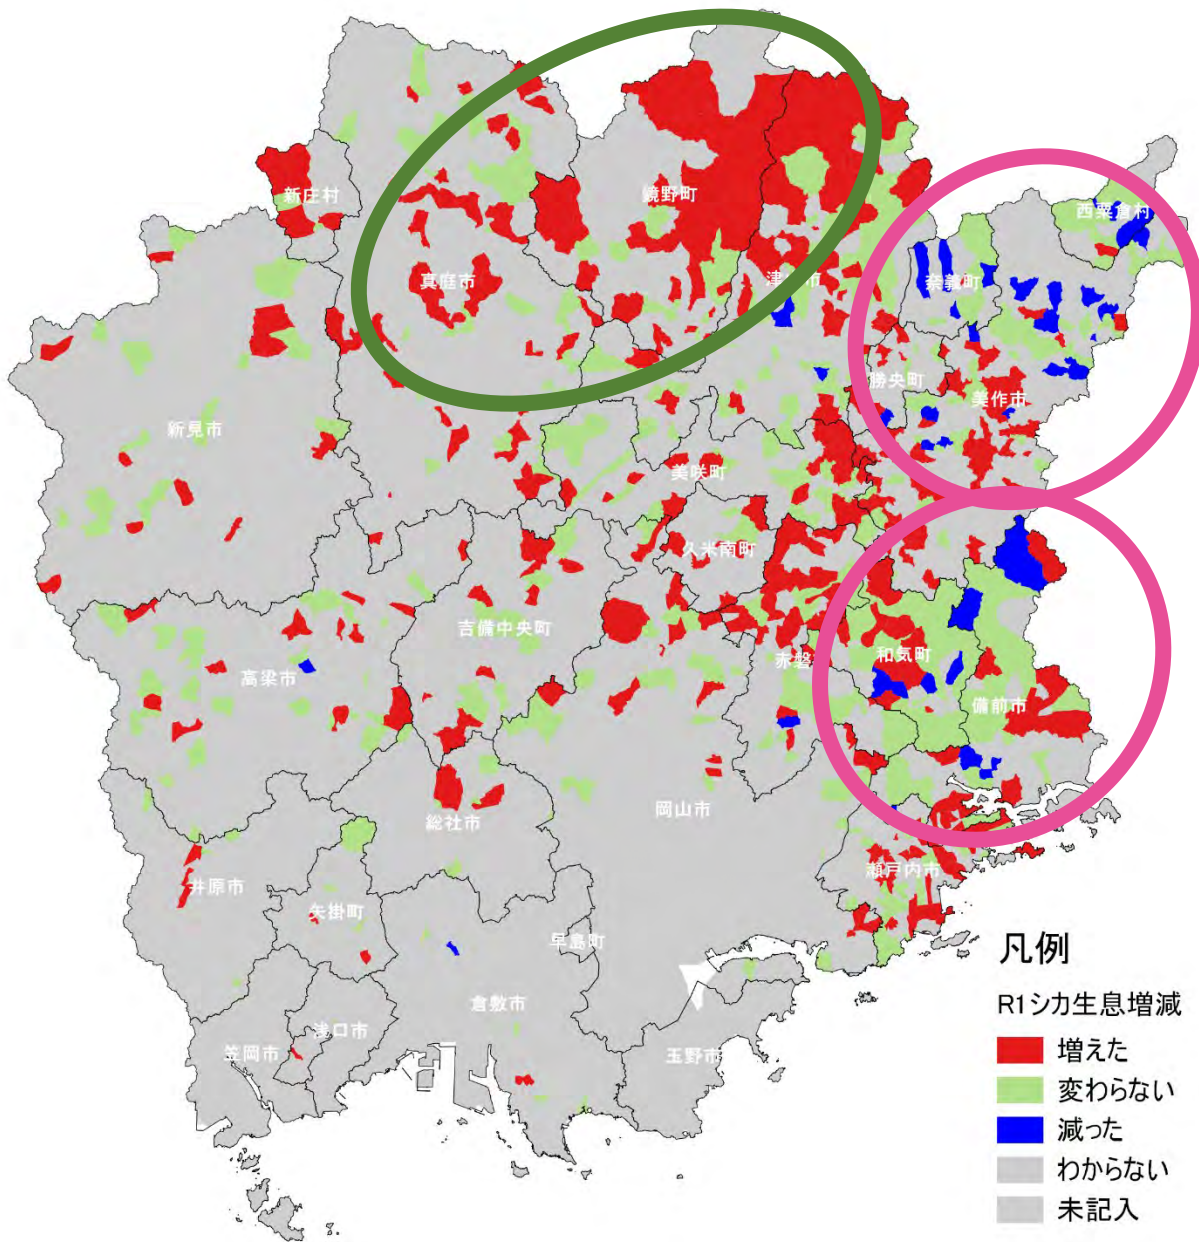 新庄村
鏡野町
西粟倉村
真庭市
津山市
奈義町
勝央町
美作市
新見市
美咲町
久米南町
吉備中央町
赤磐
和気町
高梁市
備前市
岡山市
総社市
瀬戸内市
井原市
矢掛町
早島町
倉敷市
浅口市
笠岡市
玉野市
凡例
R1シカ生息増減
増えた
変わらない
減った
わからない
未記入